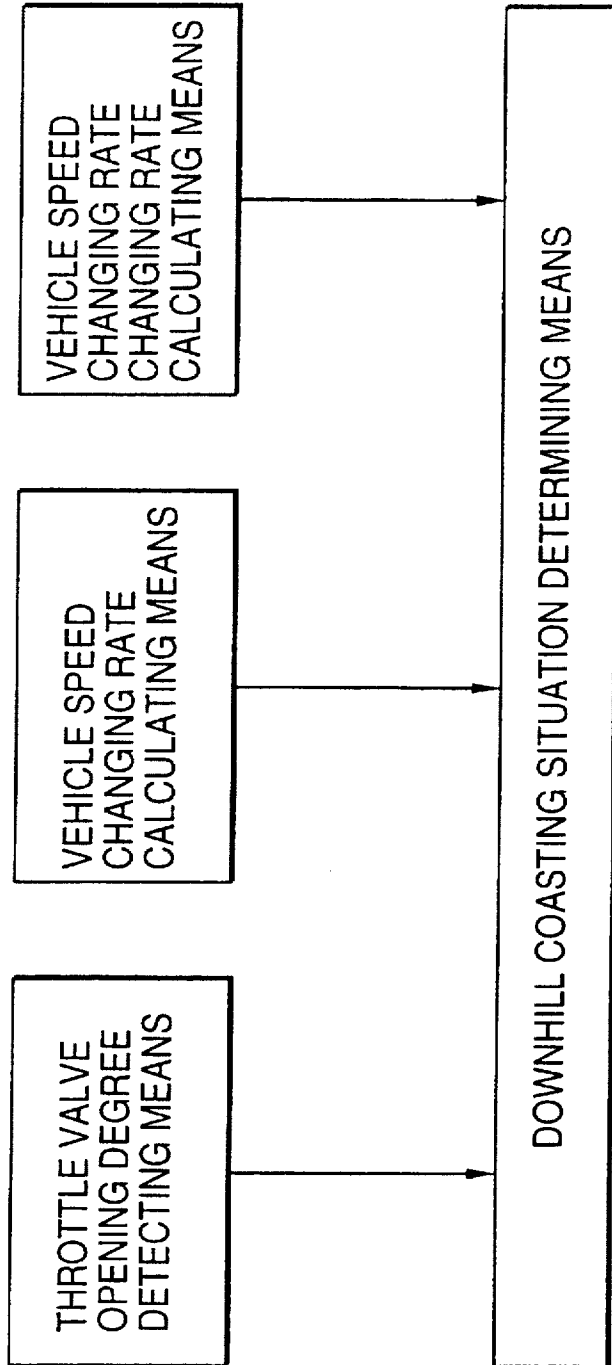 THROTTLE VALVE
OPENING DEGREE
DETECTING MEANS
VEHICLE SPEED
CHANGING RATE
CALCULATING MEANS
VEHICLE SPEED
CHANGING RATE
CHANGING RATE
CALCULATING MEANS
DOWNHILL COASTING SITUATION DETERMINING MEANS